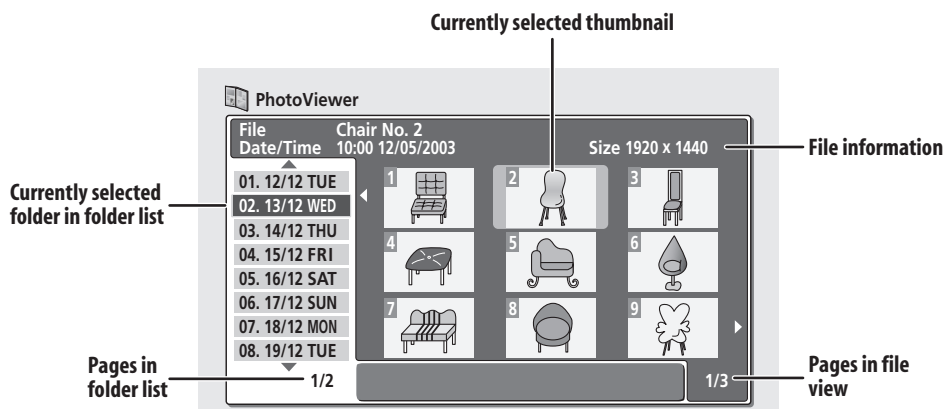 Currently selected thumbnail
PhotoViewer
File Chair No. 2
Date/Time 10:00 12/05/2003 Size 1920 x 1440
File information
Currently selected
folder in folder list
01. 12/12 TUE
02. 13/12 WED
03. 14/12 THU
04. 15/12 FRI
05. 16/12 SAT
06. 17/12 SUN
07. 18/12 MON
08. 19/12 TUE
1 2 3
4 5 6
7 8 9
Pages in
folder list
1/2
1/3
Pages in file
view